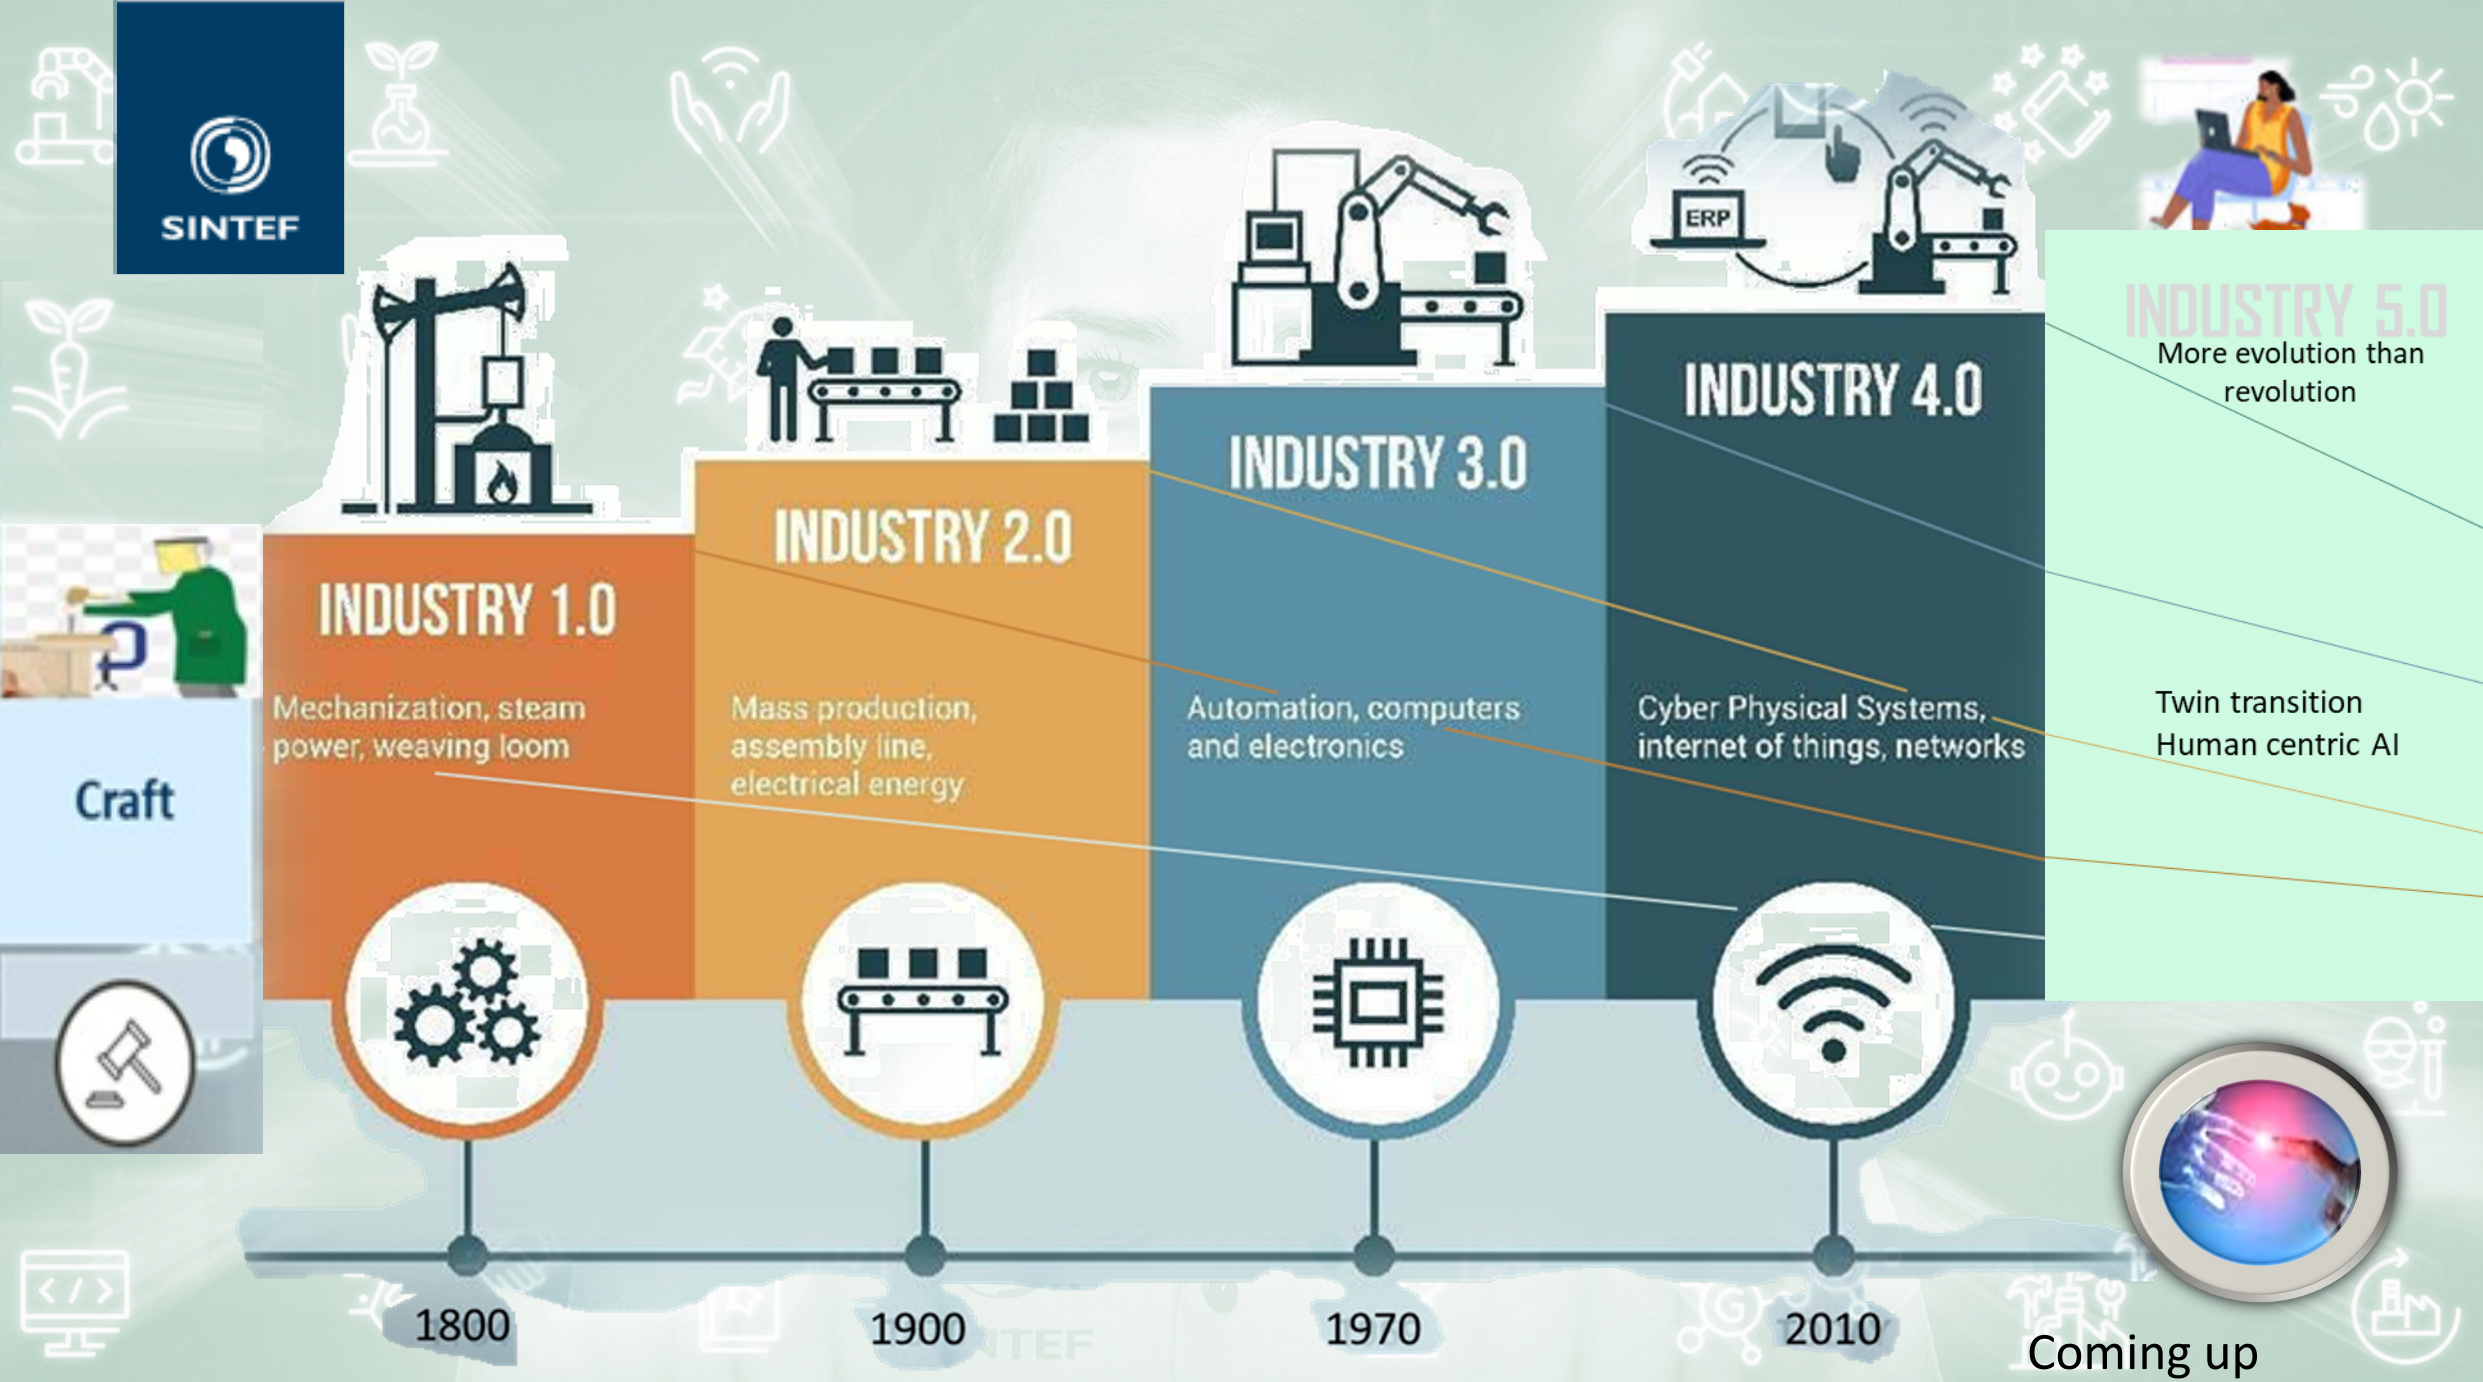 SINTEF
ERP
INDUSTRY 5.0
More evolution than
revolution
INDUSTRY 4.0
INDUSTRY 3.0
INDUSTRY 2.0
INDUSTRY 1.0
Craft
Mechanization, steam
power, weaving loom
Mass production,
assembly line,
electrical energy
Automation, computers
and electronics
Cyber Physical Systems,
internet of things, networks
Twin transition
Human centric AI
</>
G
1800
1900
NTEF
1970
2010
Coming up